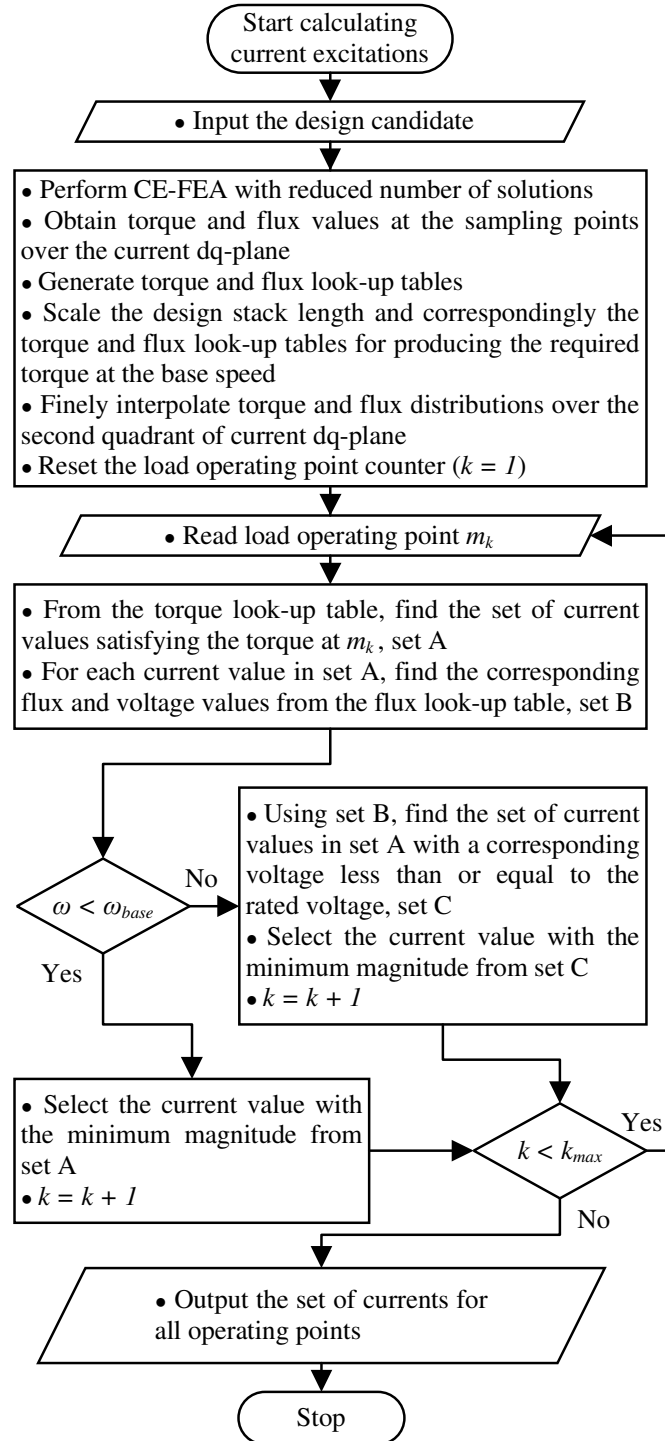 Start calculating
current excitations
• Input the design candidate
• Perform CE-FEA with reduced number of solutions
• Obtain torque and flux values at the sampling points
over the current dq-plane
• Generate torque and flux look-up tables
• Scale the design stack length and correspondingly the
torque and flux look-up tables for producing the required
torque at the base speed
• Finely interpolate torque and flux distributions over the
second quadrant of current dq-plane
• Reset the load operating point counter (k = 1)
• Read load operating point mₖ
• From the torque look-up table, find the set of current
values satisfying the torque at mₖ , set A
• For each current value in set A, find the corresponding
flux and voltage values from the flux look-up table, set B
ω < ω_base
No
Yes
• Using set B, find the set of current
values in set A with a corresponding
voltage less than or equal to the
rated voltage, set C
• Select the current value with the
minimum magnitude from set C
• k = k + 1
• Select the current value with
the minimum magnitude from
set A
• k = k + 1
k < k_max
Yes
No
• Output the set of currents for
all operating points
Stop